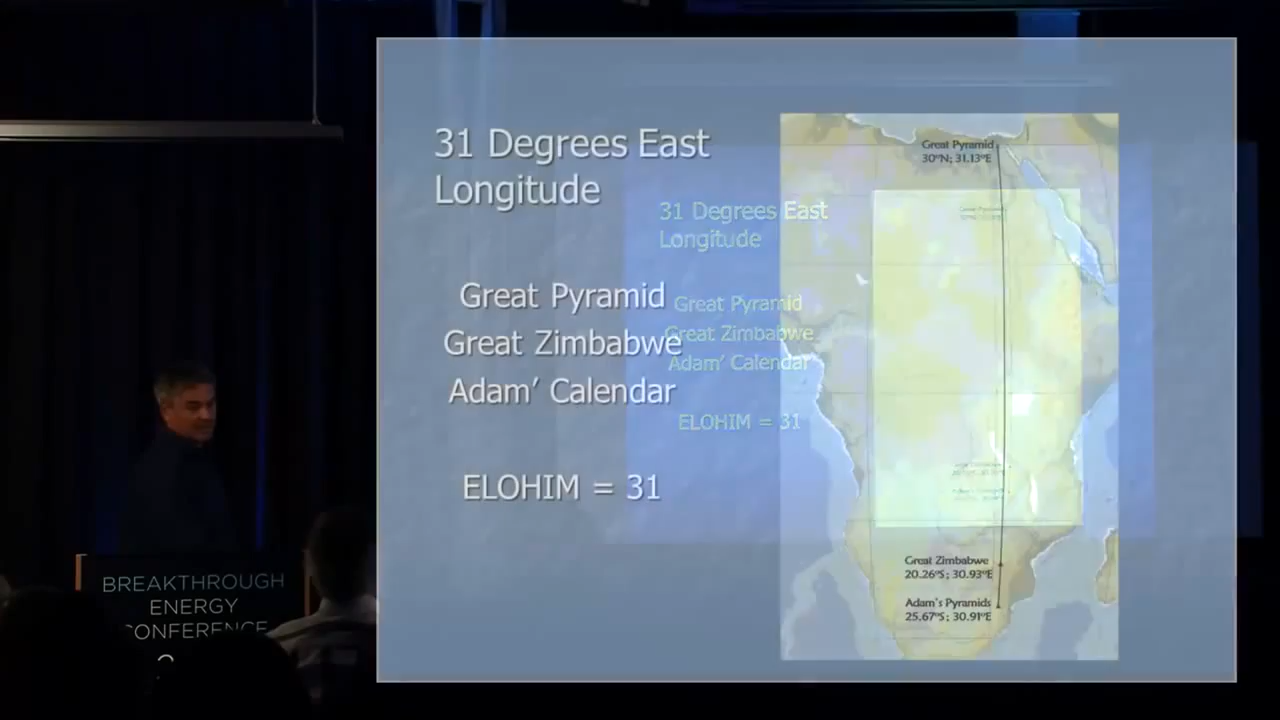 31 Degrees East
Longitude
Great Pyramid
Great Zimbabwe
Adam’ Calendar
ELOHIM = 31
31 Degrees East
Longitude
Great Pyramid
Great Zimbabwe
Adam’ Calendar
ELOHIM = 31
Great Pyramid
30°N; 31.13°E
Great Zimbabwe
20.26°S; 30.93°E
Adam's Pyramids
25.67°S; 30.91°E
BREAKTHROUGH
ENERGY
CONFERENCE